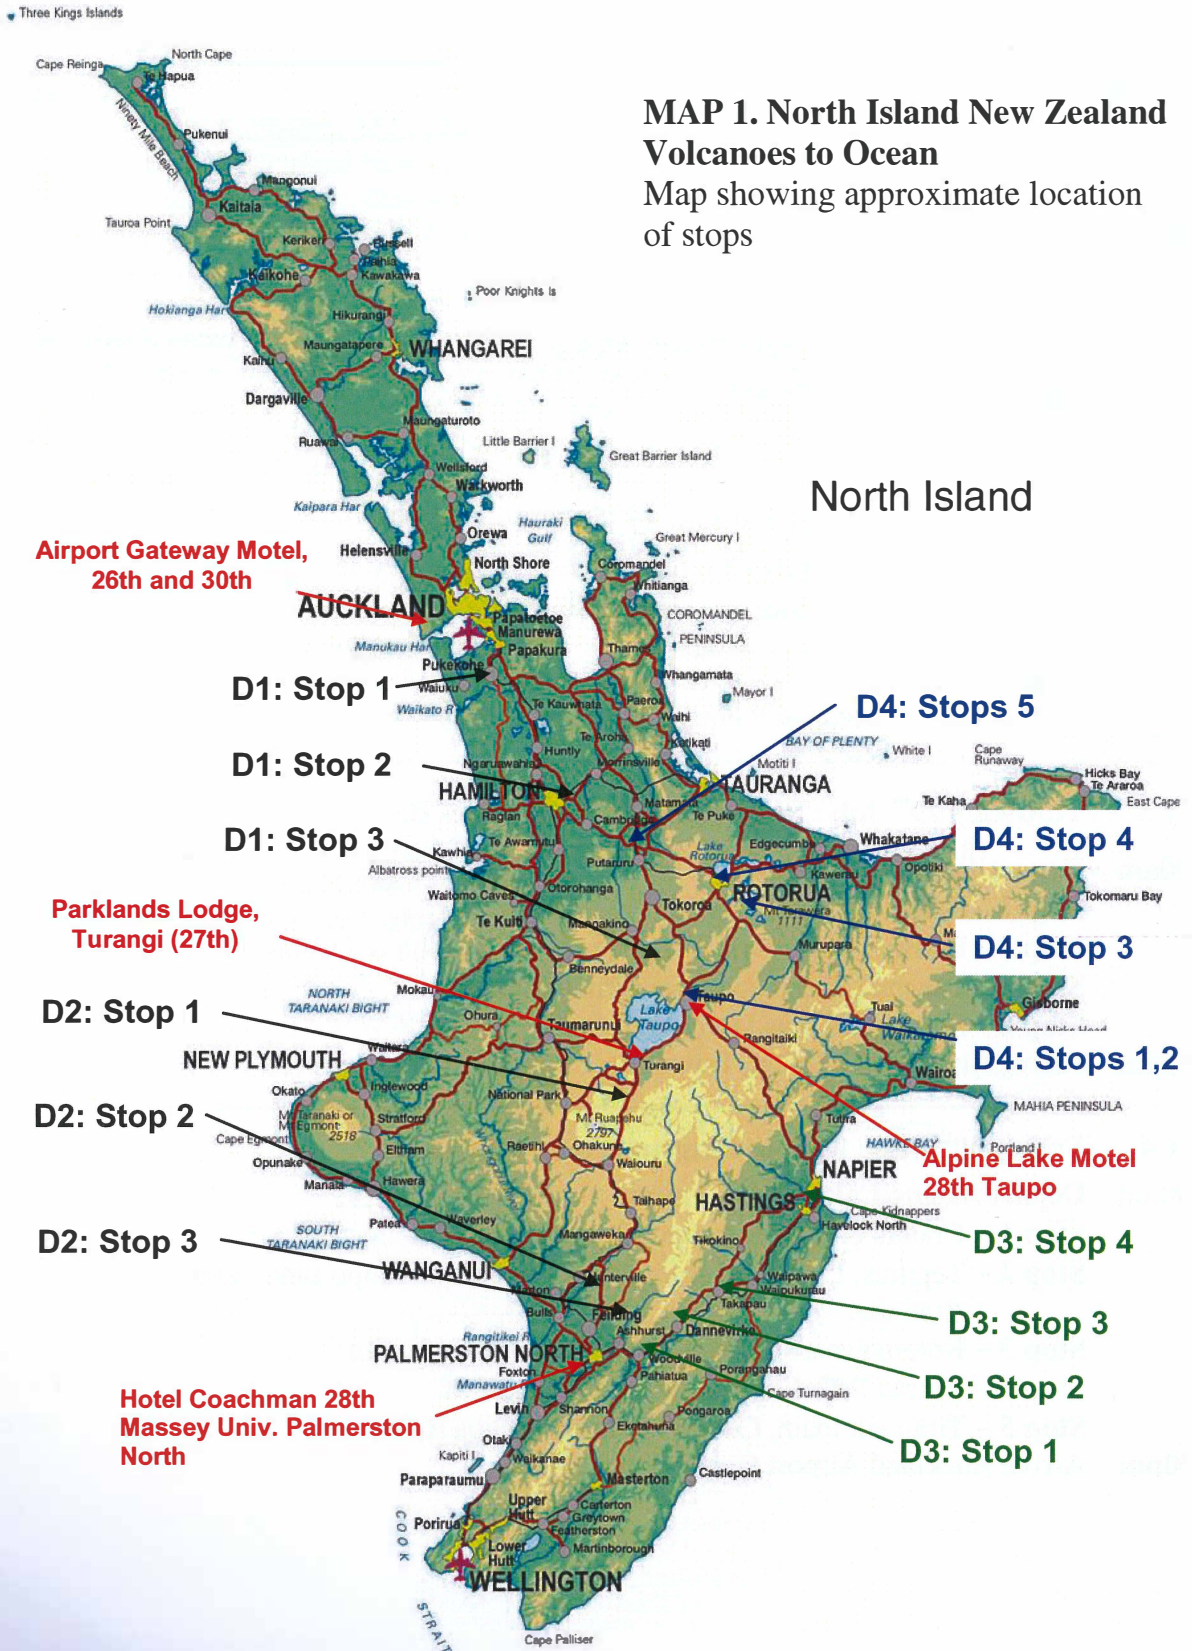 Three Kings Islands
North Cape
Cape Reinga
Te Hapua
MAP 1. North Island New Zealand
Volcanoes to Ocean
Map showing approximate location
of stops
Ninety Mile Beach
Pukenui
Mangonui
Kaitaia
Tauroa Point
Kerikeri
Russell
Paihia
Kaikohe
Kawakawa
Poor Knights Is
Hokianga Har
Hikurangi
Maungatapere
WHANGAREI
Kaihu
Dargaville
Maungaturoto
Ruawai
Little Barrier I
Great Barrier Island
Wellsford
Warkworth
North Island
Kaipara Har
Hauraki
Gulf
Orewa
Great Mercury I
Airport Gateway Motel,
26th and 30th
Helensville
North Shore
Coromandel
Whitianga
AUCKLAND
COROMANDEL
PENINSULA
Papatoetoe
Manurewa
Manukau Har
Papakura
Thames
Pukekohe
Whangamata
D1: Stop 1
Waiuku
Mayor I
Waikato R
Te Kauwhata
Paeroa
D4: Stops 5
Waihi
Te Aroha
Katikati
BAY OF PLENTY
White I
Cape
Runaway
Huntly
D1: Stop 2
Ngaruawahia
Morrinsville
Motiti I
Hicks Bay
Te Araroa
HAMILTON
TAURANGA
Te Kaha
East Cape
Raglan
Matamata
Te Puke
Cambridge
D1: Stop 3
Te Awamutu
Lake
Rotorua
Edgecumbe
Whakatane
D4: Stop 4
Kawhia
Putaruru
Albatross point
Kawerau
Opotiki
Waitomo Caves
Otorohanga
ROTORUA
Tokomaru Bay
Parklands Lodge,
Turangi (27th)
Te Kuiti
Tokoroa
Mt Tarawera
1111
Mangakino
Murupara
D4: Stop 3
Benneydale
Mokau
NORTH
TARANAKI BIGHT
D2: Stop 1
Ohura
Taumarunui
Lake
Taupo
Taupo
Tuai
Lake
Waikaremoana
Gisborne
Young Nicks Head
Waitara
Rangitaiki
D4: Stops 1,2
NEW PLYMOUTH
Turangi
Wairoa
Okato
Inglewood
National Park
MAHIA PENINSULA
D2: Stop 2
Mt Taranaki or
Mt Egmont
2518
Stratford
Mt Ruapehu
2797
Tutira
Cape Egmont
HAWKE BAY
Portland I
Opunake
Eltham
Raetihi
Ohakune
Waiouru
NAPIER
Alpine Lake Motel
28th Taupo
Manaia
Hawera
HASTINGS
Taihape
Cape Kidnappers
Havelock North
D2: Stop 3
SOUTH
TARANAKI BIGHT
Patea
Waverley
Mangaweka
Tikokino
D3: Stop 4
WANGANUI
Hunterville
Waipawa
Waipukurau
Marton
Takapau
Bulls
Feilding
D3: Stop 3
Rangitikei R
Ashhurst
Dannevirke
PALMERSTON NORTH
Woodville
Foxton
Pahiatua
Porangahau
Manawatu R
D3: Stop 2
Cape Turnagain
Hotel Coachman 28th
Massey Univ. Palmerston
North
Levin
Shannon
Pongaroa
Eketahuna
D3: Stop 1
Otaki
Kapiti I
Waikanae
Paraparaumu
Masterton
Castlepoint
Upper
Hutt
Carterton
Greytown
Porirua
Featherston
COOK
Lower
Hutt
Martinborough
WELLINGTON
STRAIT
Cape Palliser